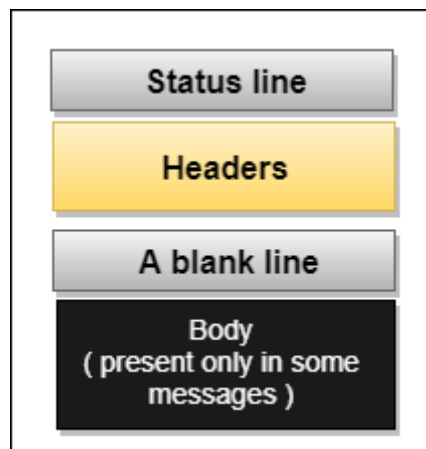 Status line
Headers
A blank line
Body
( present only in some
messages )